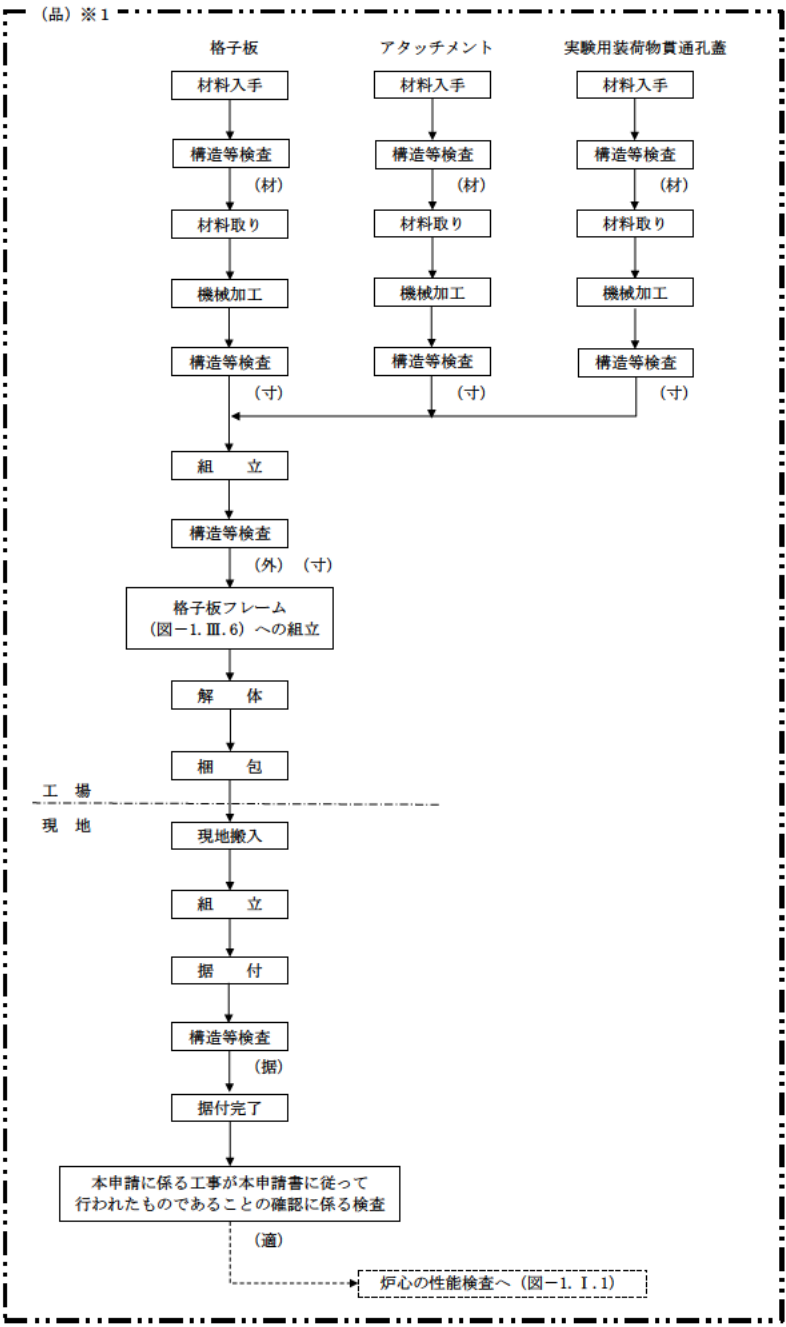 （品）※1
格子板
アタッチメント
実験用装荷物貫通孔蓋
材料入手
材料入手
材料入手
構造等検査
構造等検査
構造等検査
（材）
（材）
（材）
材料取り
材料取り
材料取り
機械加工
機械加工
機械加工
構造等検査
構造等検査
構造等検査
（寸）
（寸）
（寸）
組　立
構造等検査
（外）（寸）
格子板フレーム
（図－1.Ⅲ.6）への組立
解　体
梱　包
工　場
現　地
現地搬入
組　立
据　付
構造等検査
（据）
据付完了
本申請に係る工事が本申請書に従って
行われたものであることの確認に係る検査
（適）
炉心の性能検査へ（図－1.Ⅰ.1）